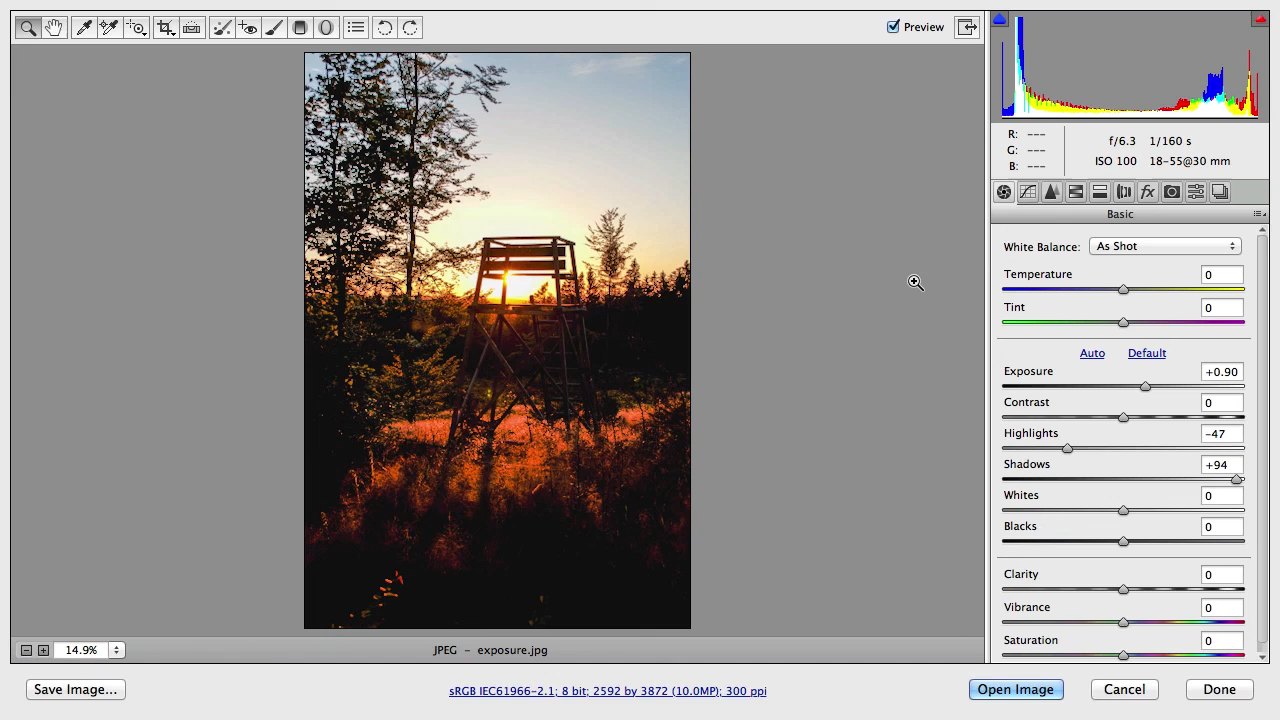 Preview
R: ---
G: ---
B: ---
f/6.3 1/160 s
ISO 100 18-55@30 mm
fx
Basic
White Balance: As Shot
Temperature 0
Tint 0
Auto Default
Exposure +0.90
Contrast 0
Highlights -47
Shadows +94
Whites 0
Blacks 0
Clarity 0
Vibrance 0
Saturation 0
14.9%
JPEG – exposure.jpg
Save Image...
sRGB IEC61966-2.1; 8 bit; 2592 by 3872 (10.0MP); 300 ppi
Open Image
Cancel
Done